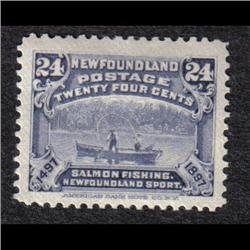 24 24
NEWFOUNDLAND
POSTAGE
TWENTY FOUR CENTS
1497 1897
SALMON FISHING.
NEWFOUNDLAND SPORT.
AMERICAN BANK NOTE CO. N.Y.